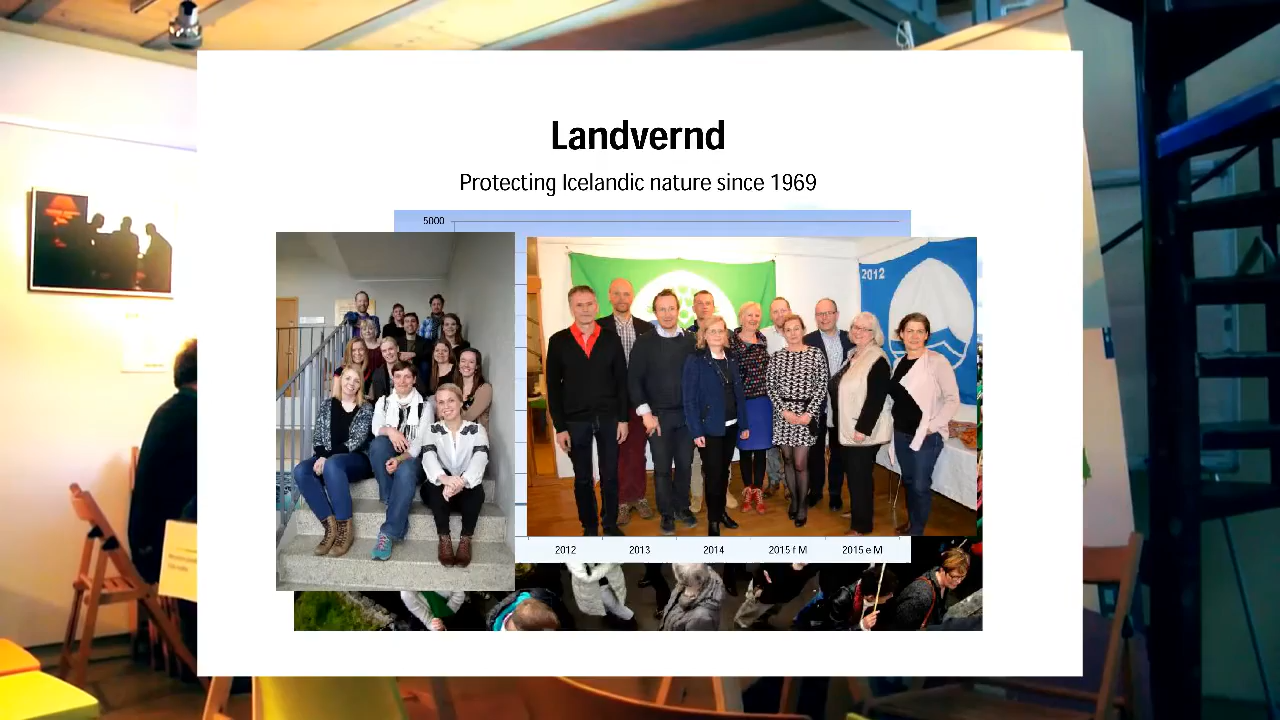 Landvernd
Protecting Icelandic nature since 1969
5000
2012
2012
2013
2014
2015 f M
2015 e M